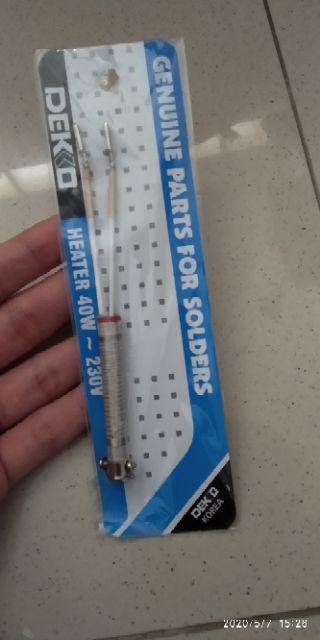 GENUINE PARTS FOR SOLDERS
DEKO
HEATER 40W ~ 230V
DEKO
KOREA
2020/5/7 15:28